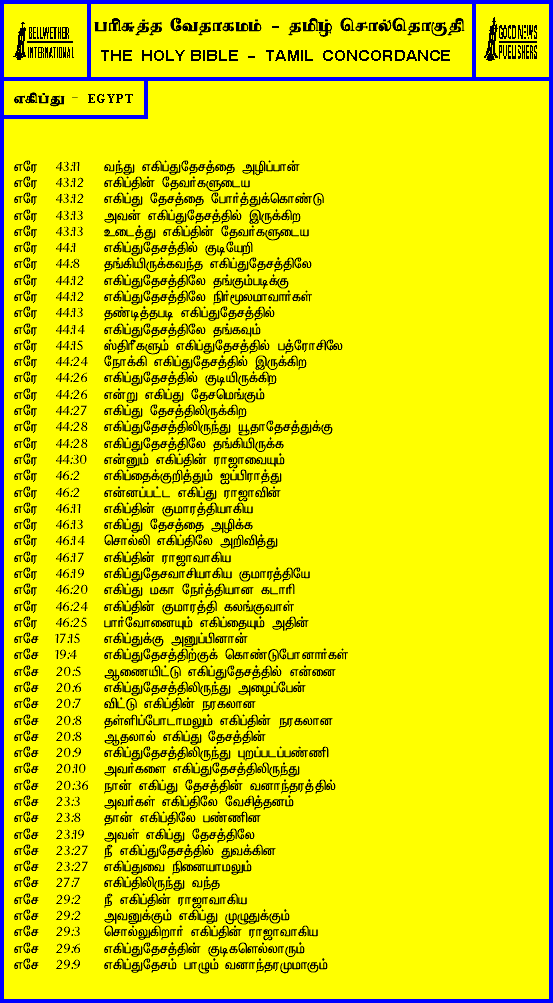 BELLWETHER
INTERNATIONAL
பரிசுத்த வேதாகமம் - தமிழ் சொல்தொகுதி
THE HOLY BIBLE - TAMIL CONCORDANCE
GOOD NEWS
PUBLISHERS
எகிப்து - EGYPT
எரே 43:11 வந்து எகிப்துதேசத்தை அழிப்பான்
எரே 43:12 எகிப்தின் தேவர்களுடைய
எரே 43:12 எகிப்து தேசத்தை போர்த்துக்கொண்டு
எரே 43:13 அவன் எகிப்துதேசத்தில் இருக்கிற
எரே 43:13 உடைத்து எகிப்தின் தேவர்களுடைய
எரே 44:1 எகிப்துதேசத்தில் குடியேறி
எரே 44:8 தங்கியிருக்கவந்த எகிப்துதேசத்திலே
எரே 44:12 எகிப்துதேசத்திலே தங்கும்படிக்கு
எரே 44:12 எகிப்துதேசத்திலே நிர்மூலமாவார்கள்
எரே 44:13 தண்டித்தபடி எகிப்துதேசத்தில்
எரே 44:14 எகிப்துதேசத்திலே தங்கவும்
எரே 44:15 ஸ்திரீகளும் எகிப்துதேசத்தில் பத்ரோசிலே
எரே 44:24 நோக்கி எகிப்துதேசத்தில் இருக்கிற
எரே 44:26 எகிப்துதேசத்தில் குடியிருக்கிற
எரே 44:26 என்று எகிப்து தேசமெங்கும்
எரே 44:27 எகிப்து தேசத்திலிருக்கிற
எரே 44:28 எகிப்துதேசத்திலிருந்து யூதாதேசத்துக்கு
எரே 44:28 எகிப்துதேசத்திலே தங்கியிருக்க
எரே 44:30 என்னும் எகிப்தின் ராஜாவையும்
எரே 46:2 எகிப்தைக்குறித்தும் ஐப்பிராத்து
எரே 46:2 என்னப்பட்ட எகிப்து ராஜாவின்
எரே 46:11 எகிப்தின் குமாரத்தியாகிய
எரே 46:13 எகிப்து தேசத்தை அழிக்க
எரே 46:14 சொல்லி எகிப்திலே அறிவித்து
எரே 46:17 எகிப்தின் ராஜாவாகிய
எரே 46:19 எகிப்துதேசவாசியாகிய குமாரத்தியே
எரே 46:20 எகிப்து மகா நேர்த்தியான கடாரி
எரே 46:24 எகிப்தின் குமாரத்தி கலங்குவாள்
எரே 46:25 பார்வோனையும் எகிப்தையும் அதின்
எசே 17:15 எகிப்துக்கு அனுப்பினான்
எசே 19:4 எகிப்துதேசத்திற்குக் கொண்டுபோனார்கள்
எசே 20:5 ஆணையிட்டு எகிப்துதேசத்தில் என்னை
எசே 20:6 எகிப்துதேசத்திலிருந்து அழைப்பேன்
எசே 20:7 விட்டு எகிப்தின் நரகலான
எசே 20:8 தள்ளிப்போடாமலும் எகிப்தின் நரகலான
எசே 20:8 ஆதலால் எகிப்து தேசத்தின்
எசே 20:9 எகிப்துதேசத்திலிருந்து புறப்படப்பண்ணி
எசே 20:10 அவர்களை எகிப்துதேசத்திலிருந்து
எசே 20:36 நான் எகிப்து தேசத்தின் வனாந்தரத்தில்
எசே 23:3 அவர்கள் எகிப்திலே வேசித்தனம்
எசே 23:8 தான் எகிப்திலே பண்ணின
எசே 23:19 அவள் எகிப்து தேசத்திலே
எசே 23:27 நீ எகிப்துதேசத்தில் துவக்கின
எசே 23:27 எகிப்துவை நினையாமலும்
எசே 27:7 எகிப்திலிருந்து வந்த
எசே 29:2 நீ எகிப்தின் ராஜாவாகிய
எசே 29:2 அவனுக்கும் எகிப்து முழுதுக்கும்
எசே 29:3 சொல்லுகிறார் எகிப்தின் ராஜாவாகிய
எசே 29:6 எகிப்துதேசத்தின் குடிகளெல்லாரும்
எசே 29:9 எகிப்துதேசம் பாழும் வனாந்தரமுமாகும்